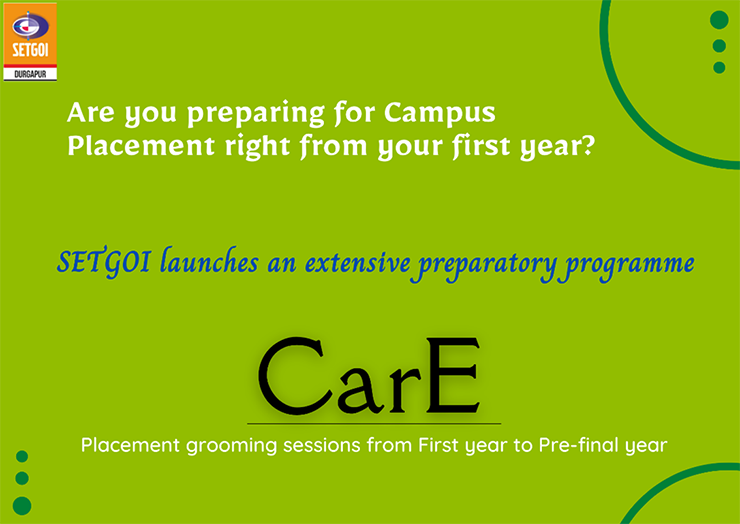 SETGOI
DURGAPUR
Are you preparing for Campus
Placement right from your first year?
SETGOI launches an extensive preparatory programme
CarE
Placement grooming sessions from First year to Pre-final year